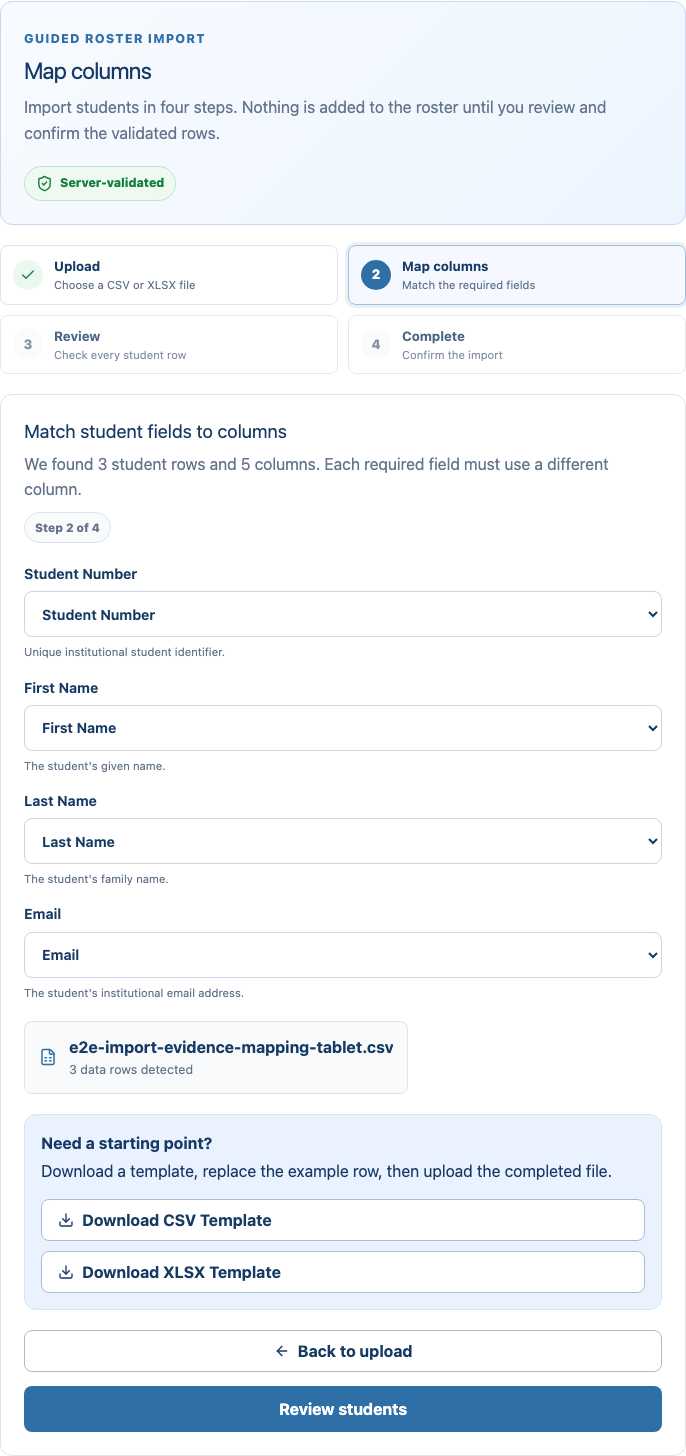 GUIDED ROSTER IMPORT
Map columns
Import students in four steps. Nothing is added to the roster until you review and
confirm the validated rows.
Server-validated
Upload
Choose a CSV or XLSX file
2
Map columns
Match the required fields
3
Review
Check every student row
4
Complete
Confirm the import
Match student fields to columns
We found 3 student rows and 5 columns. Each required field must use a different
column.
Step 2 of 4
Student Number
Student Number
Unique institutional student identifier.
First Name
First Name
The student's given name.
Last Name
Last Name
The student's family name.
Email
Email
The student's institutional email address.
e2e-import-evidence-mapping-tablet.csv
3 data rows detected
Need a starting point?
Download a template, replace the example row, then upload the completed file.
Download CSV Template
Download XLSX Template
Back to upload
Review students